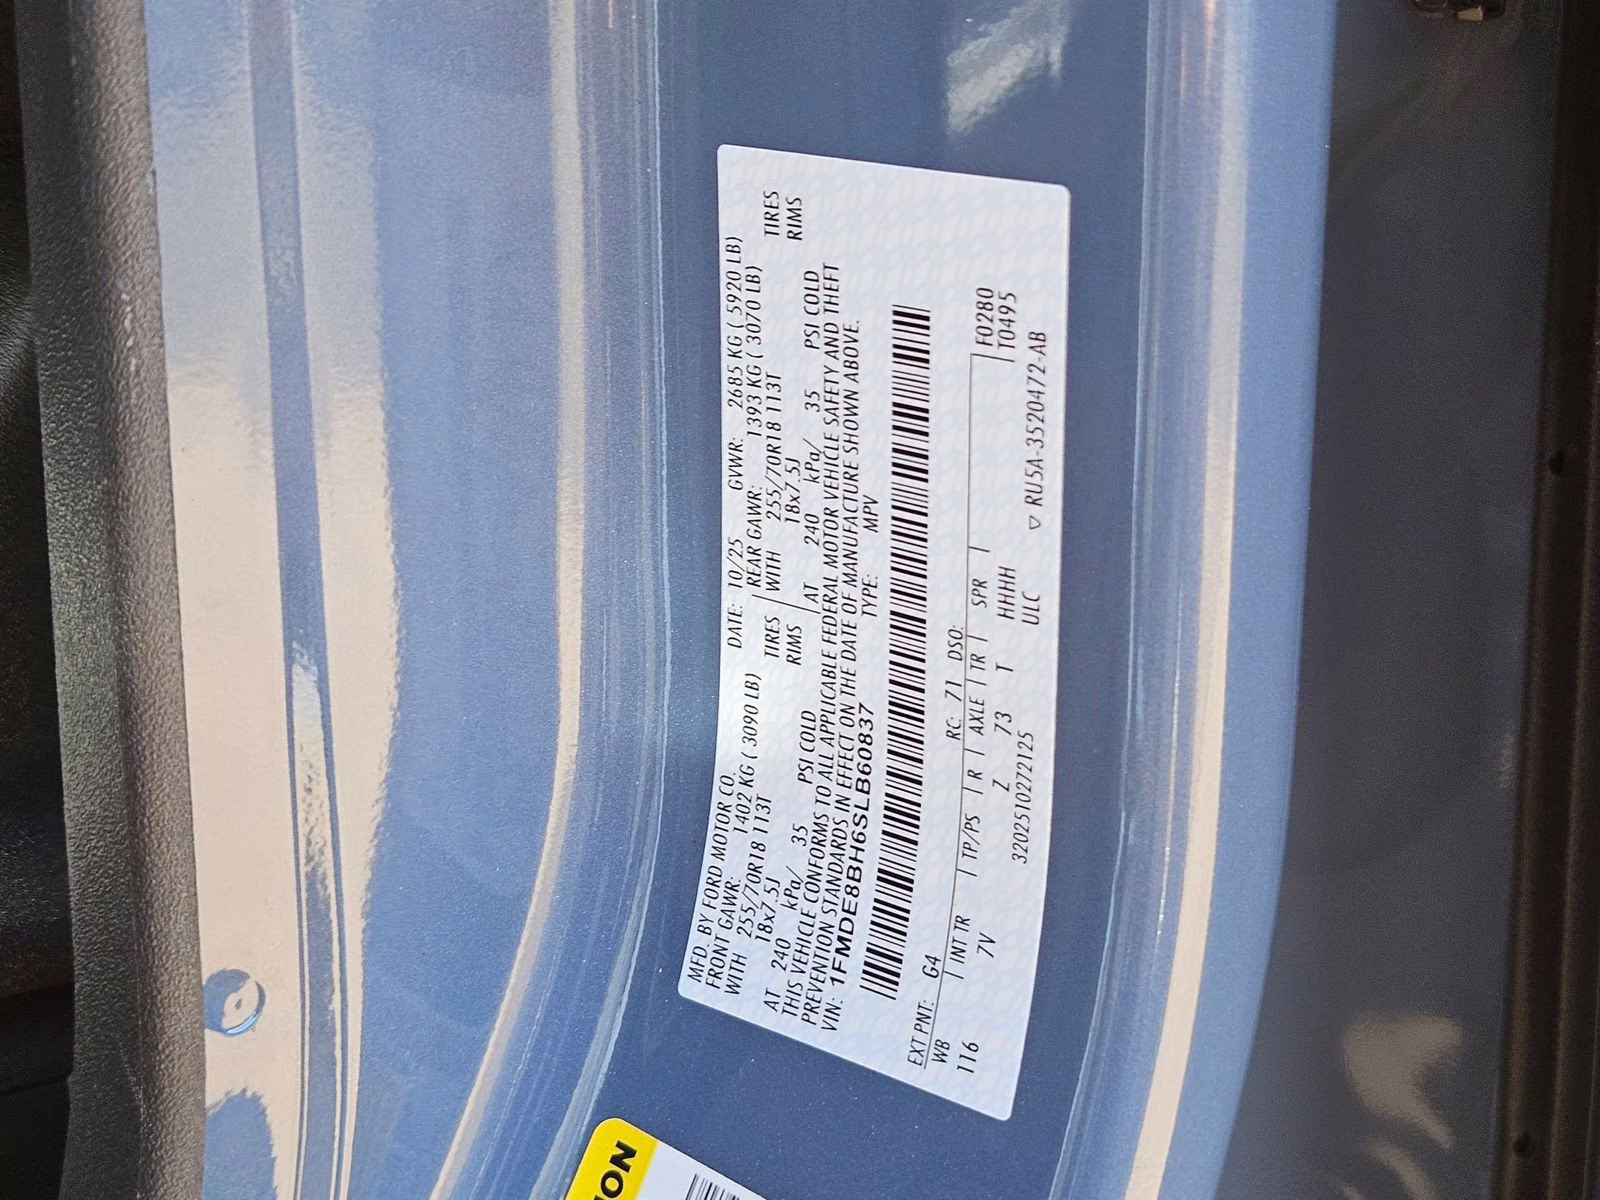 MFD. BY FORD MOTOR CO. DATE: 10/25 GVWR: 2685 KG ( 5920 LB)
FRONT GAWR: 1402 KG ( 3090 LB) REAR GAWR: 1393 KG ( 3070 LB)
WITH 255/70R18 113T TIRES WITH 255/70R18 113T TIRES
18x7.5J RIMS 18x7.5J RIMS
AT 240 kPa/ 35 PSI COLD AT 240 kPa/ 35 PSI COLD
THIS VEHICLE CONFORMS TO ALL APPLICABLE FEDERAL MOTOR VEHICLE SAFETY AND THEFT
PREVENTION STANDARDS IN EFFECT ON THE DATE OF MANUFACTURE SHOWN ABOVE.
VIN: 1FMDE8BH6SLB60837 TYPE: MPV
EXT PNT: G4 RC: 71 DSO: F0280
WB INT TR TP/PS R AXLE TR SPR T0495
116 7V Z 73 T HHHH
3202510272125 ULC ▽ RU5A-3520472-AB
ION